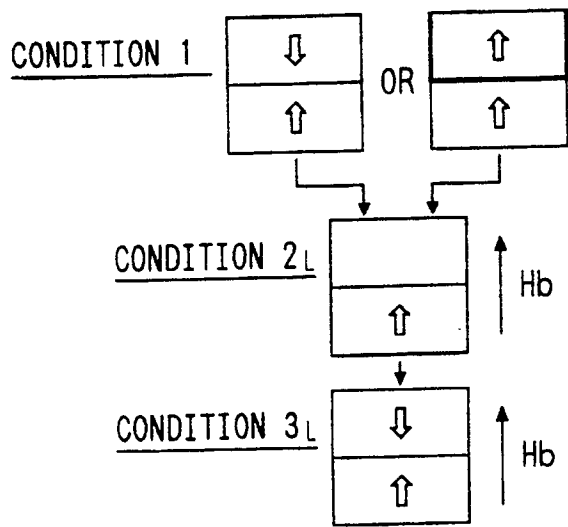 CONDITION 1
OR
CONDITION 2L
Hb
CONDITION 3L
Hb